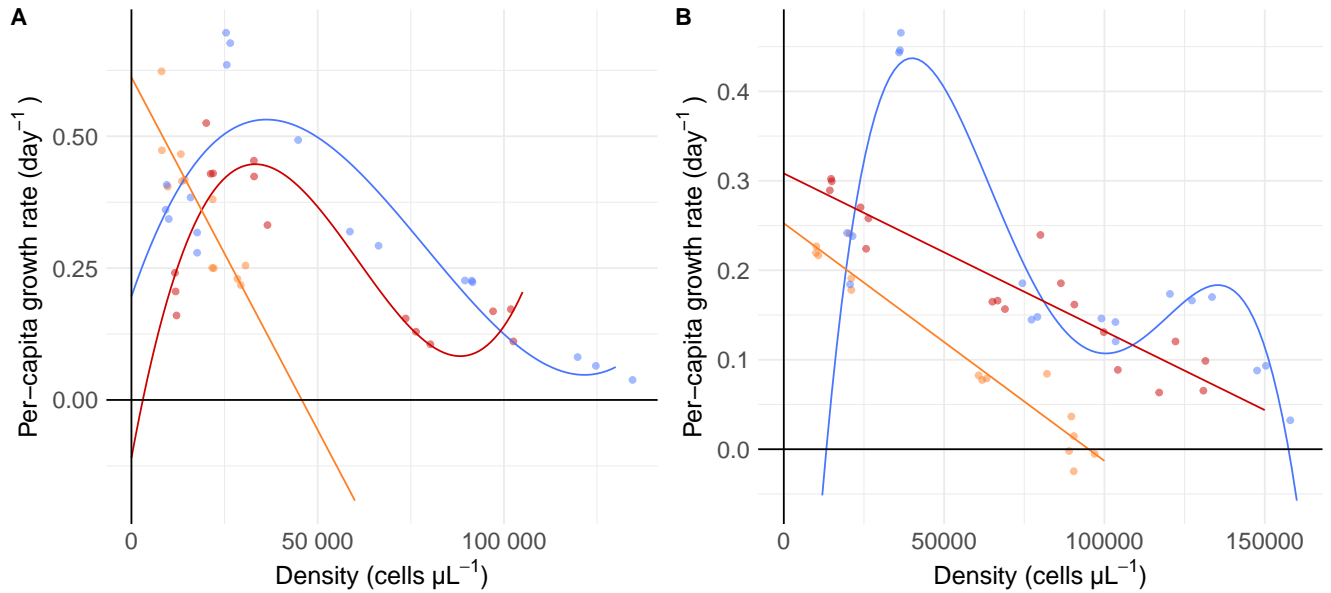 A
Per−capita growth rate (day⁻¹ )
0.50
0.25
0.00
0
50 000
100 000
Density (cells µL⁻¹)
B
Per−capita growth rate (day⁻¹)
0.4
0.3
0.2
0.1
0.0
0
50000
100000
150000
Density (cells µL⁻¹)